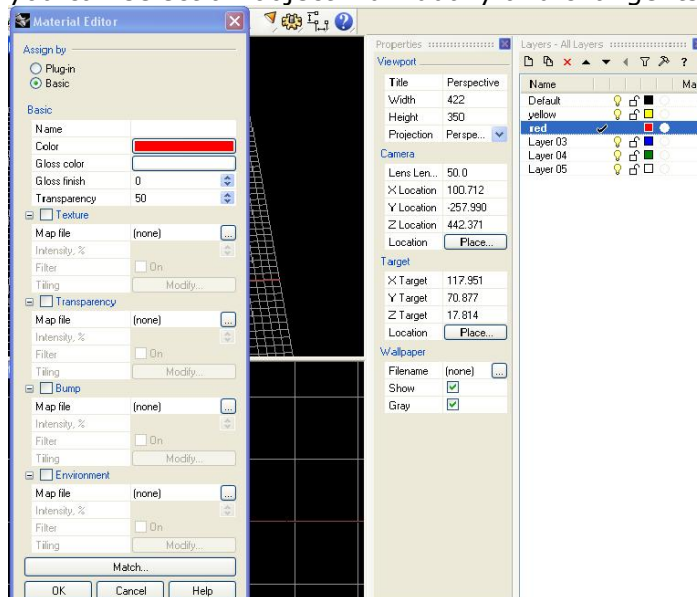 Material Editor
Assign by
Plug-in
Basic
Basic
Name
Color
Gloss color
Gloss finish 0
Transparency 50
Texture
Map file (none) ...
Intensity, %
Filter On
Tiling Modify...
Transparency
Map file (none) ...
Intensity, %
Filter On
Tiling Modify...
Bump
Map file (none) ...
Intensity, %
Filter On
Tiling Modify...
Environment
Map file (none) ...
Intensity, %
Filter On
Tiling Modify...
Match...
OK Cancel Help
Properties
Viewport
Title Perspective
Width 422
Height 350
Projection Perspe...
Camera
Lens Len... 50.0
X Location 100.712
Y Location -257.990
Z Location 442.371
Location Place...
Target
X Target 117.951
Y Target 70.877
Z Target 17.814
Location Place...
Wallpaper
Filename (none) ...
Show
Gray
Layers - All Layers
Name Ma
Default
yellow
red
Layer 03
Layer 04
Layer 05